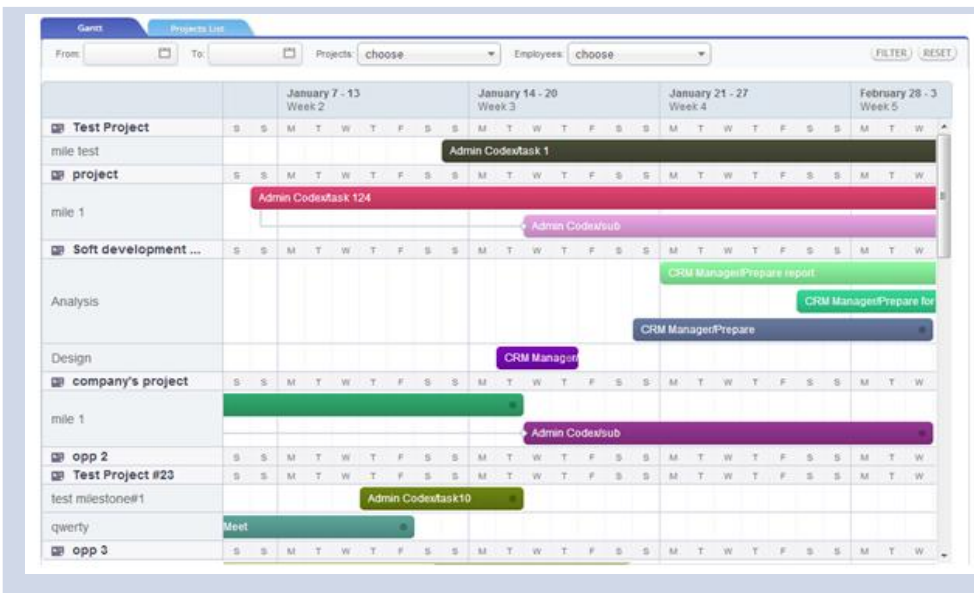 Gantt Projects List
From: To: Projects: choose Employees: choose FILTER RESET
January 7 - 13 January 14 - 20 January 21 - 27 February 28 - 3
Week 2 Week 3 Week 4 Week 5
Test Project S S M T W T F S S M T W T F S S M T W T F S S M T W
mile test Admin Codex/task 1
project S S M T W T F S S M T W T F S S M T W T F S S M T W
Admin Codex/task 124
mile 1
Admin Codex/sub
Soft development ... S S M T W T F S S M T W T F S S M T W T F S S M T W
CRM Manager/Prepare report
Analysis CRM Manager/Prepare for
CRM Manager/Prepare
Design CRM Manager/
company's project S S M T W T F S S M T W T F S S M T W T F S S M T W
mile 1
Admin Codex/sub
opp 2 S S M T W T F S S M T W T F S S M T W T F S S M T W
Test Project #23 S S M T W T F S S M T W T F S S M T W T F S S M T W
test milestone#1 Admin Codex/task10
qwerty Meet
opp 3 S S M T W T F S S M T W T F S S M T W T F S S M T W